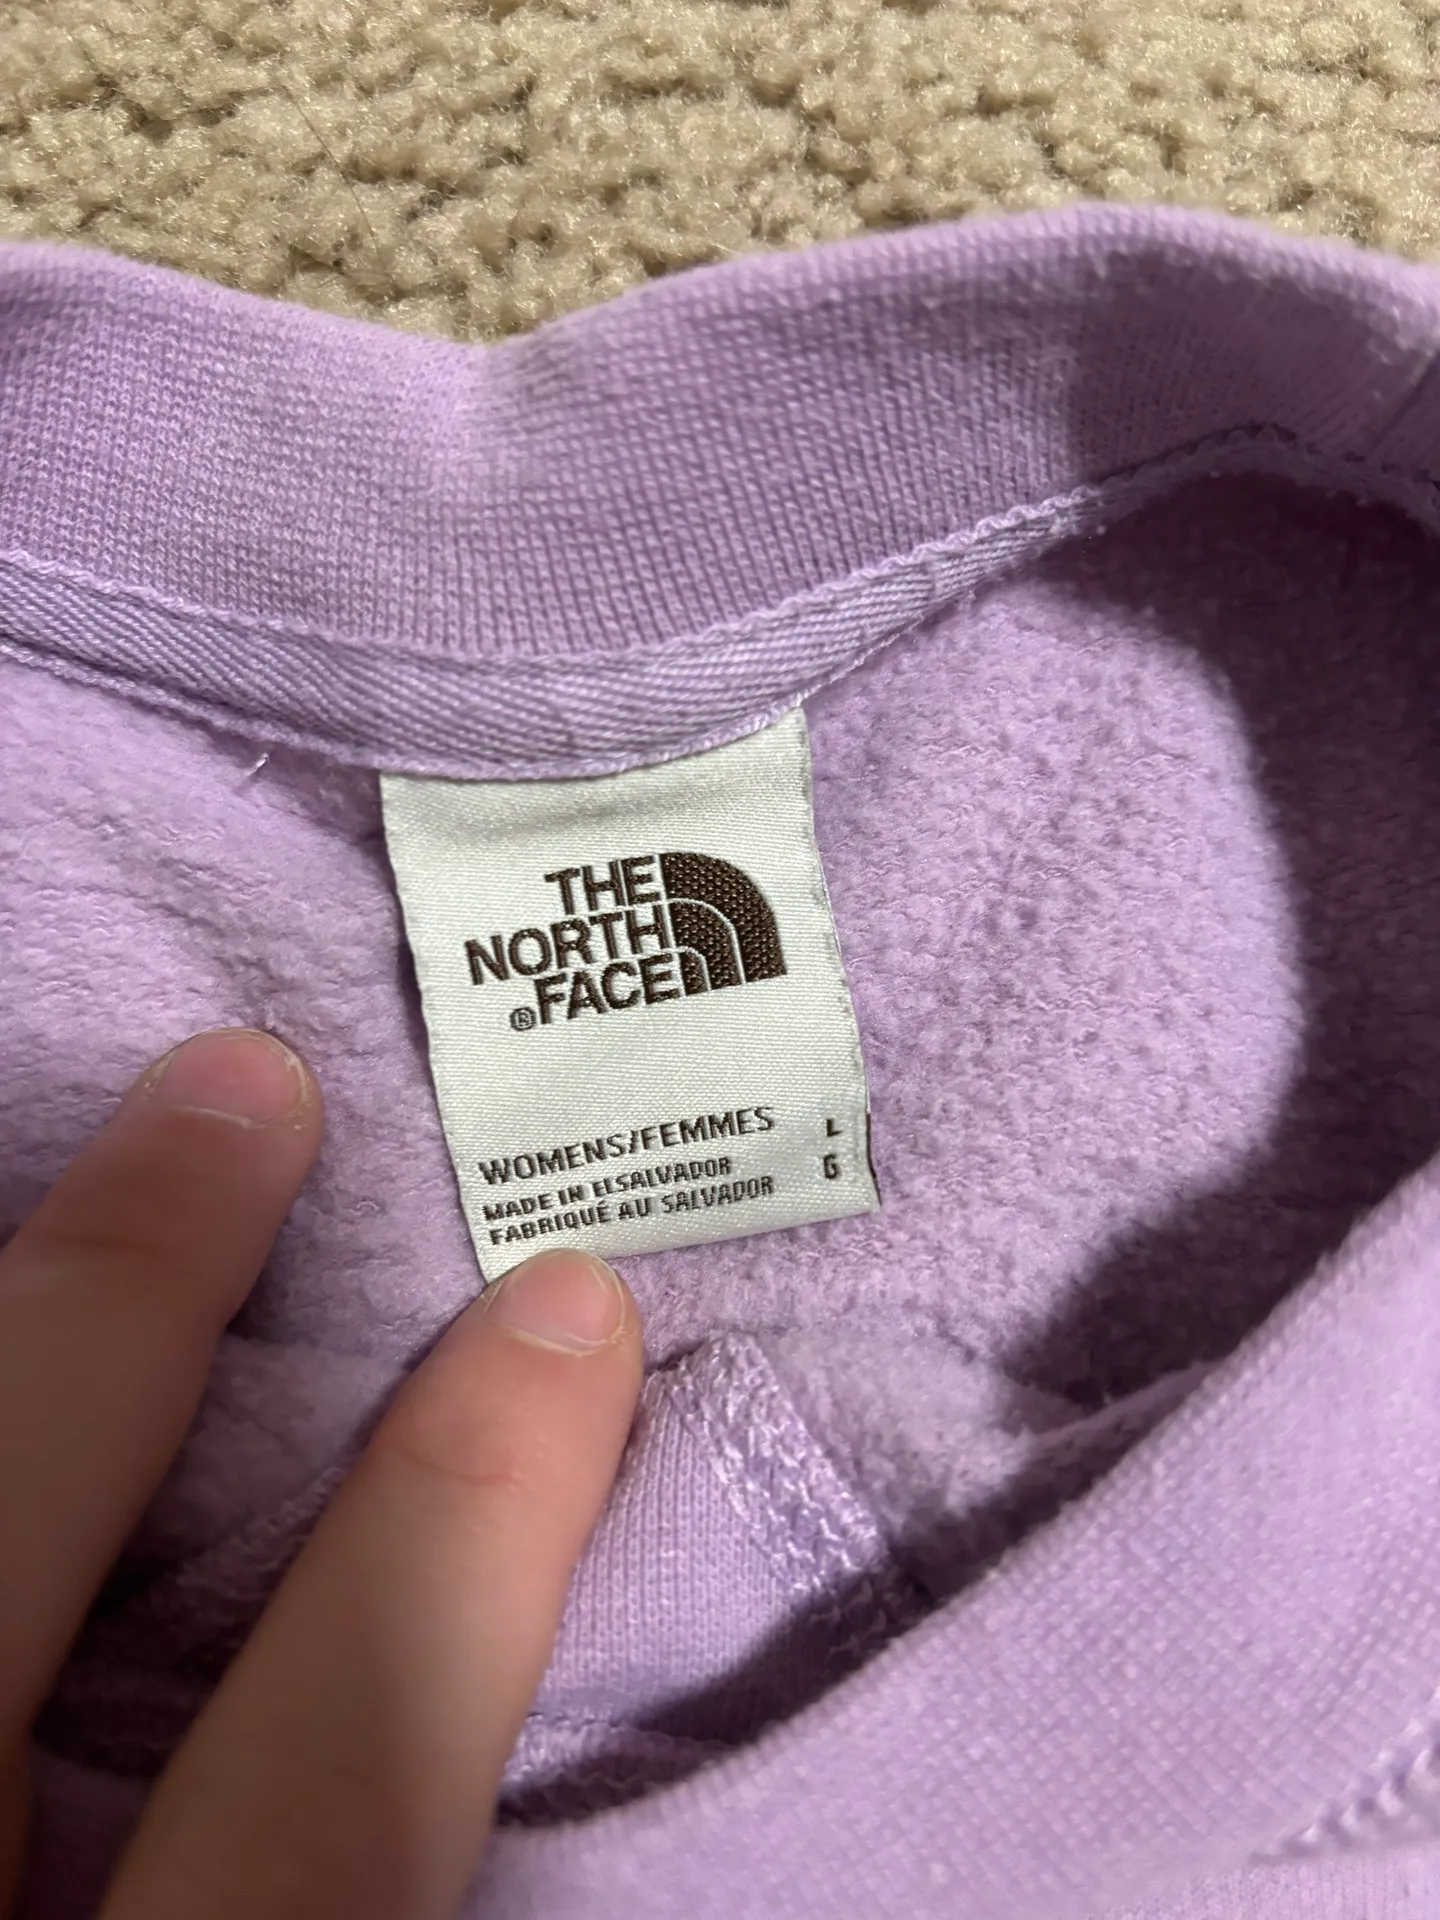 THE
NORTH
FACE
®
WOMENS/FEMMES L
MADE IN ELSALVADOR G
FABRIQUÉ AU SALVADOR